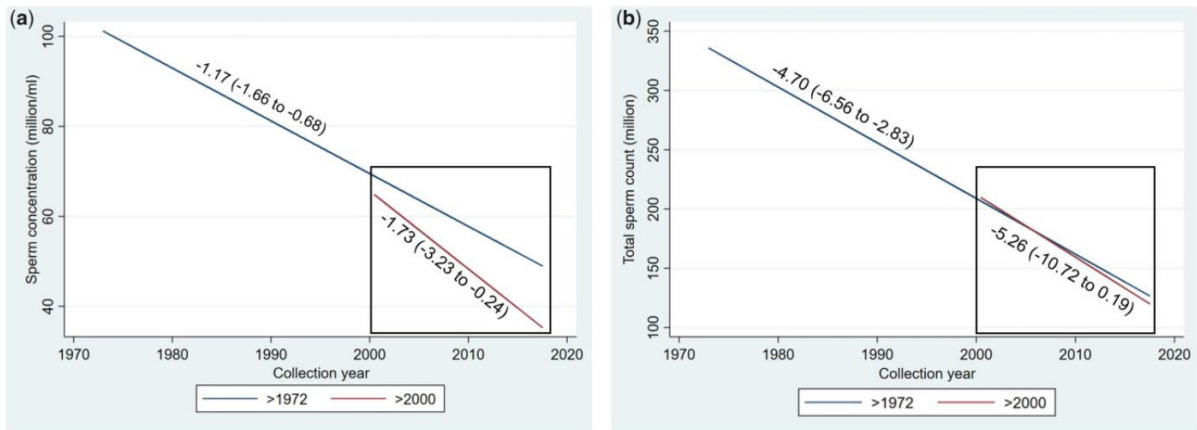 (a)
Sperm concentration (million/ml)
100
80
60
40
-1.17 (-1.66 to -0.68)
-1.73 (-3.23 to -0.24)
1970 1980 1990 2000 2010 2020
Collection year
>1972 >2000
(b)
Total sperm count (million)
350
300
250
200
150
100
-4.70 (-6.56 to -2.83)
-5.26 (-10.72 to 0.19)
1970 1980 1990 2000 2010 2020
Collection year
>1972 >2000